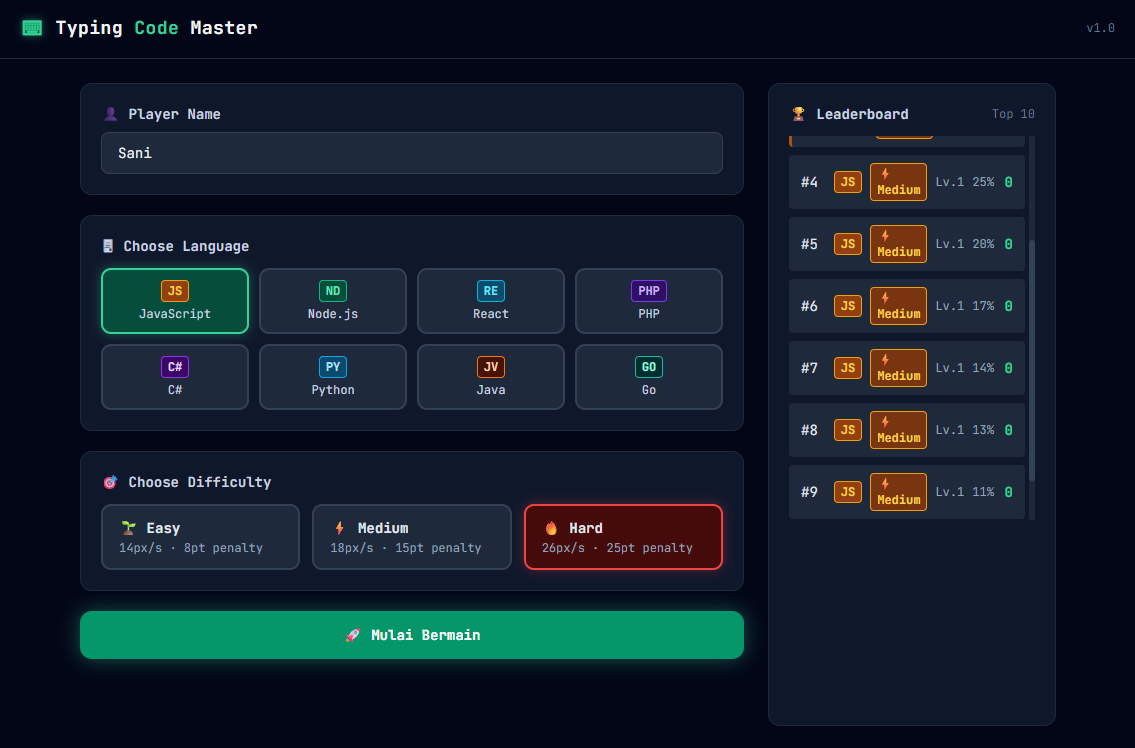 Typing Code Master
v1.0
Player Name
Sani
Choose Language
JS
JavaScript
ND
Node.js
RE
React
PHP
PHP
C#
C#
PY
Python
JV
Java
GO
Go
Choose Difficulty
Easy
14px/s · 8pt penalty
Medium
18px/s · 15pt penalty
Hard
26px/s · 25pt penalty
Mulai Bermain
Leaderboard
Top 10
#4 JS Medium Lv.1 25% 0
#5 JS Medium Lv.1 20% 0
#6 JS Medium Lv.1 17% 0
#7 JS Medium Lv.1 14% 0
#8 JS Medium Lv.1 13% 0
#9 JS Medium Lv.1 11% 0